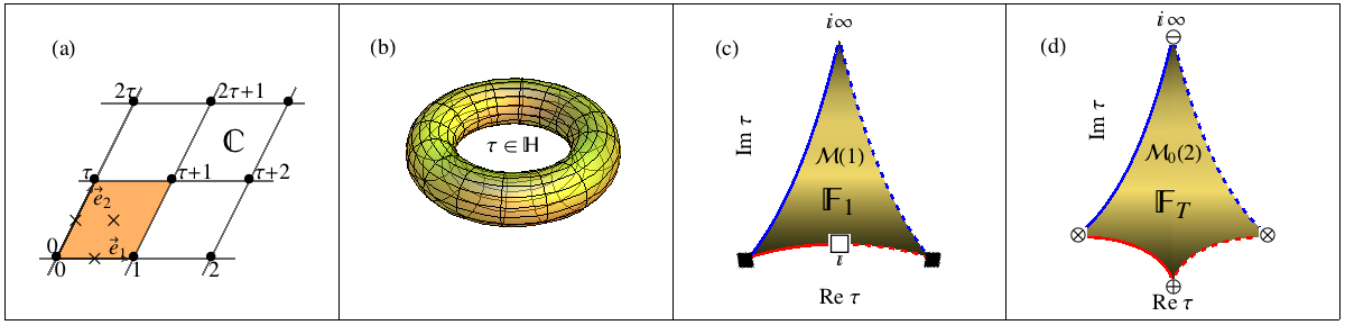 (a)
2τ 2τ+1
ℂ
τ τ+1 τ+2
e⃗₂
0 e⃗₁
0 1 2
(b)
τ ∈ ℍ
(c)
i∞
Im τ
M(1)
𝔽₁
i
Re τ
(d)
i∞
Im τ
M₀(2)
𝔽_T
Re τ